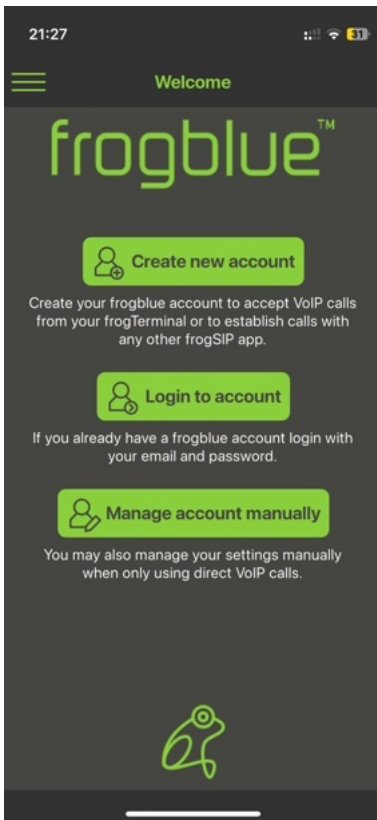 21:27
31
Welcome
frogblue™
Create new account
Create your frogblue account to accept VoIP calls
from your frogTerminal or to establish calls with
any other frogSIP app.
Login to account
If you already have a frogblue account login with
your email and password.
Manage account manually
You may also manage your settings manually
when only using direct VoIP calls.